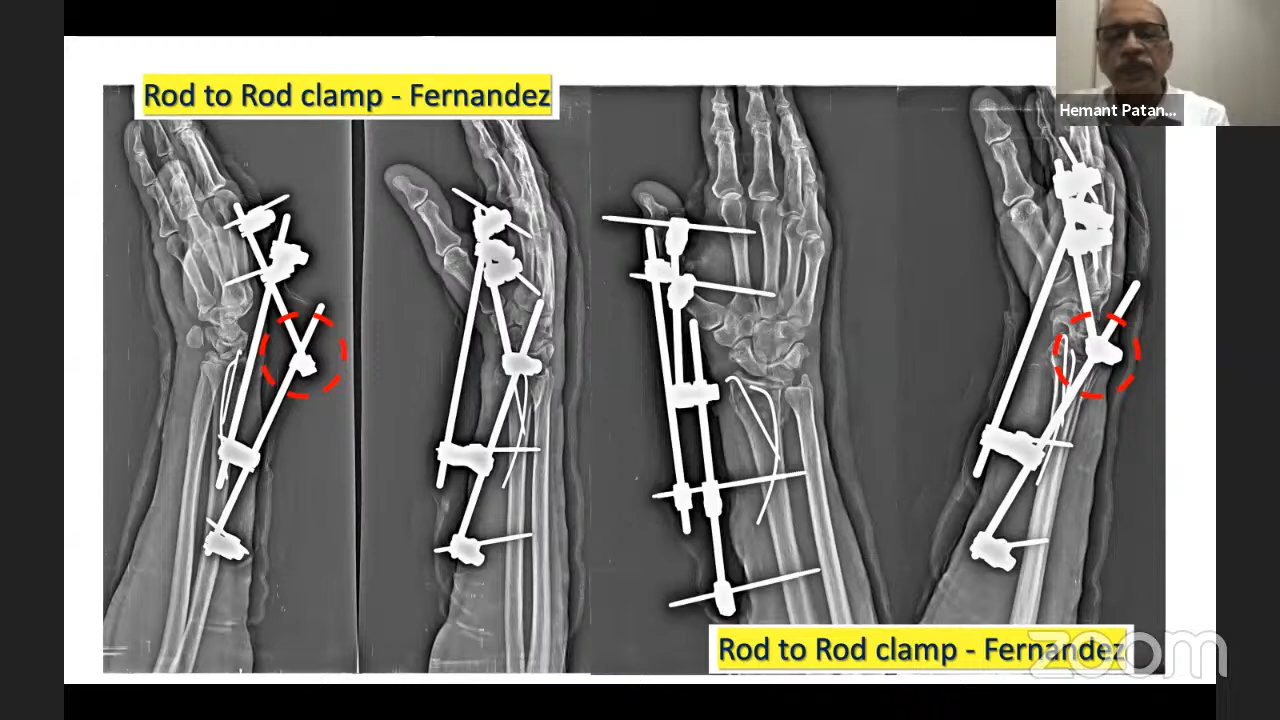 Rod to Rod clamp - Fernandez
Hemant Patan...
Rod to Rod clamp - Fernandez
zoom